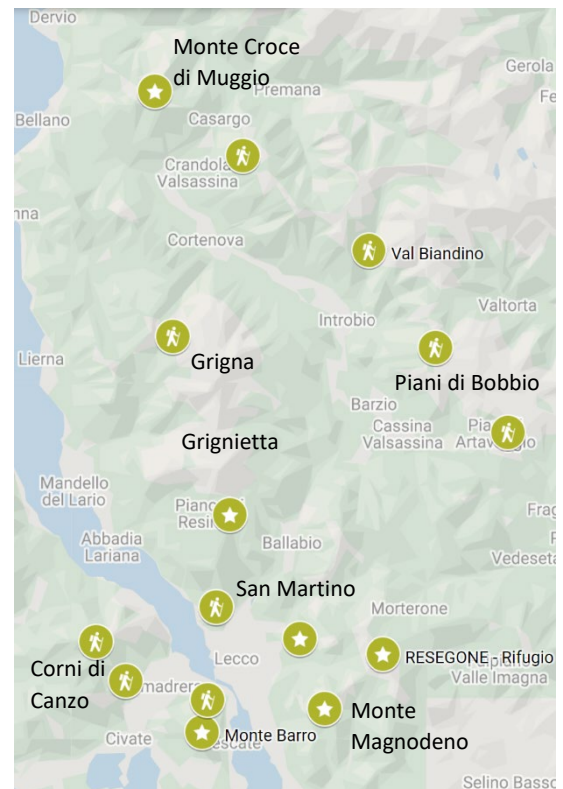 Dervio
Monte Croce
di Muggio
Gerola
Fe
Premana
Bellano
Casargo
Crandola
Valsassina
nna
Cortenova
Val Biandino
Valtorta
Introbio
Lierna
Grigna
Piani di Bobbio
Barzio
Cassina
Valsassina
Grignietta
Mandello
del Lario
Ballabio
Abbadia
Lariana
Vedeseta
San Martino
Morterone
Lecco
RESEGONE - Rifugio
Valle Imagna
Corni di
Canzo
Monte
Magnodeno
Monte Barro
Civate
Selino Basso